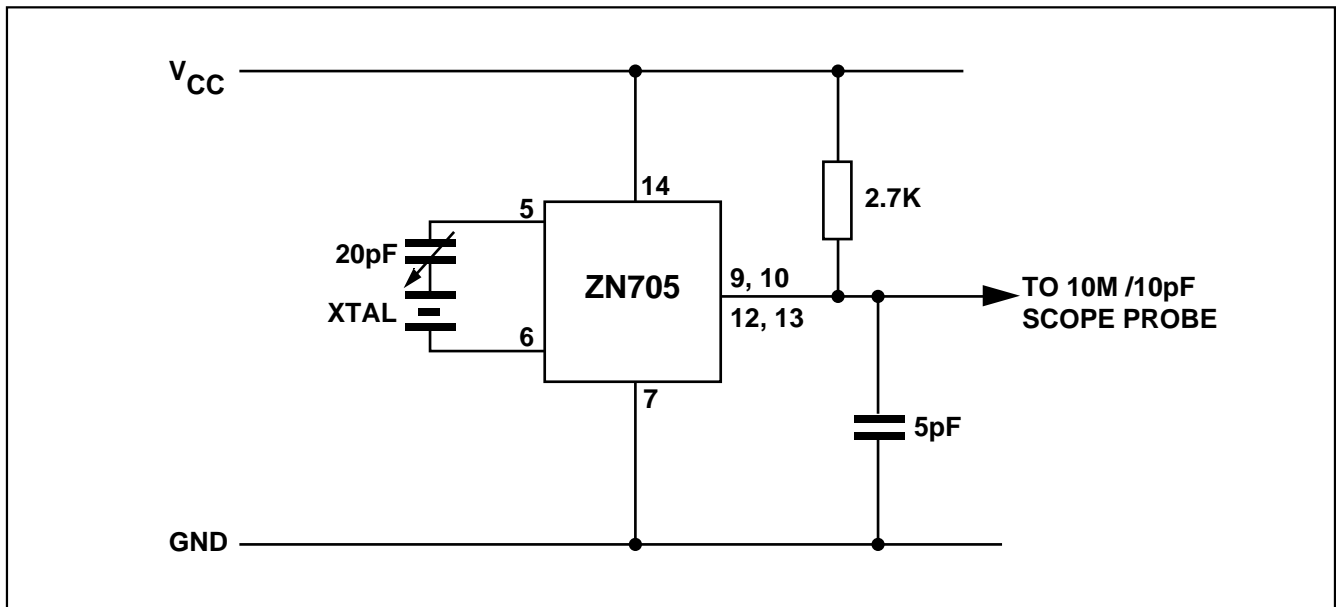 VCC
14
5
2.7K
20pF
ZN705
9, 10
TO 10M /10pF
XTAL
12, 13
SCOPE PROBE
6
7
5pF
GND